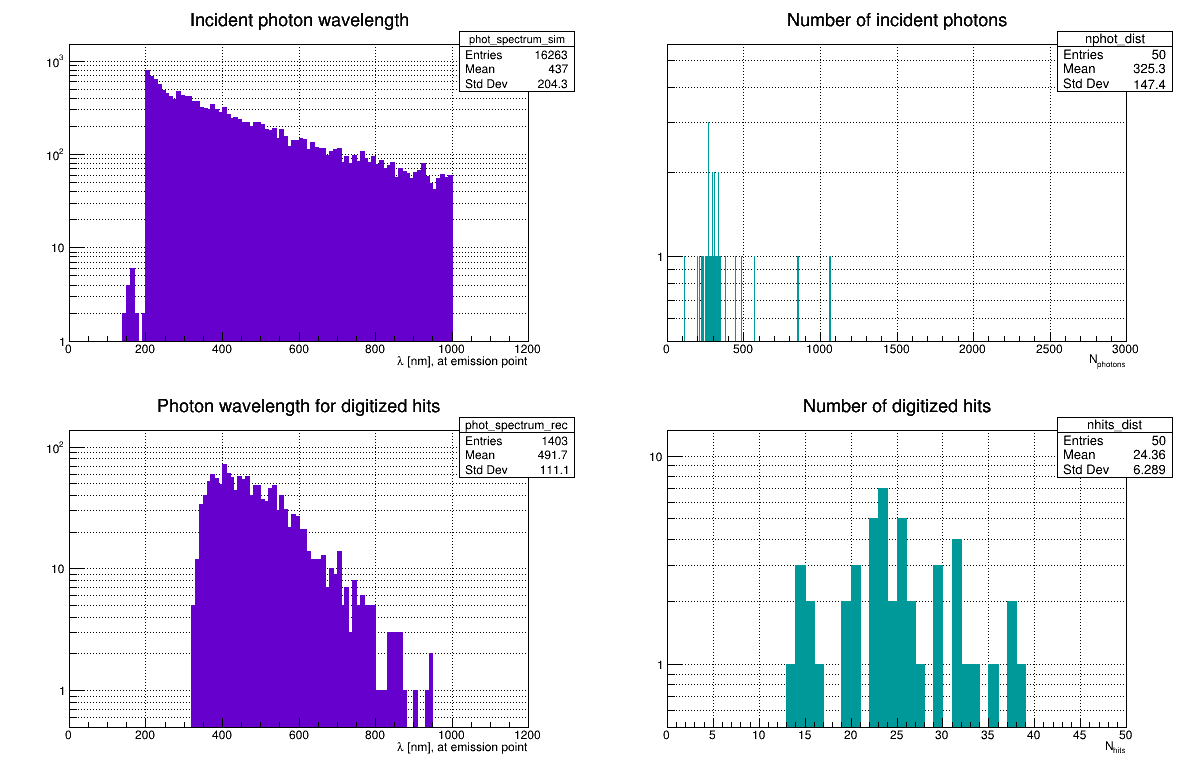 Incident photon wavelength
phot_spectrum_sim
Entries 16263
Mean 437
Std Dev 204.3
10³
10²
10
1
0 200 400 600 800 1000 1200
λ [nm], at emission point
Number of incident photons
nphot_dist
Entries 50
Mean 325.3
Std Dev 147.4
1
0 500 1000 1500 2000 2500 3000
Nphotons
Photon wavelength for digitized hits
phot_spectrum_rec
Entries 1403
Mean 491.7
Std Dev 111.1
10²
10
1
0 200 400 600 800 1000 1200
λ [nm], at emission point
Number of digitized hits
nhits_dist
Entries 50
Mean 24.36
Std Dev 6.289
10
1
0 5 10 15 20 25 30 35 40 45 50
Nhits